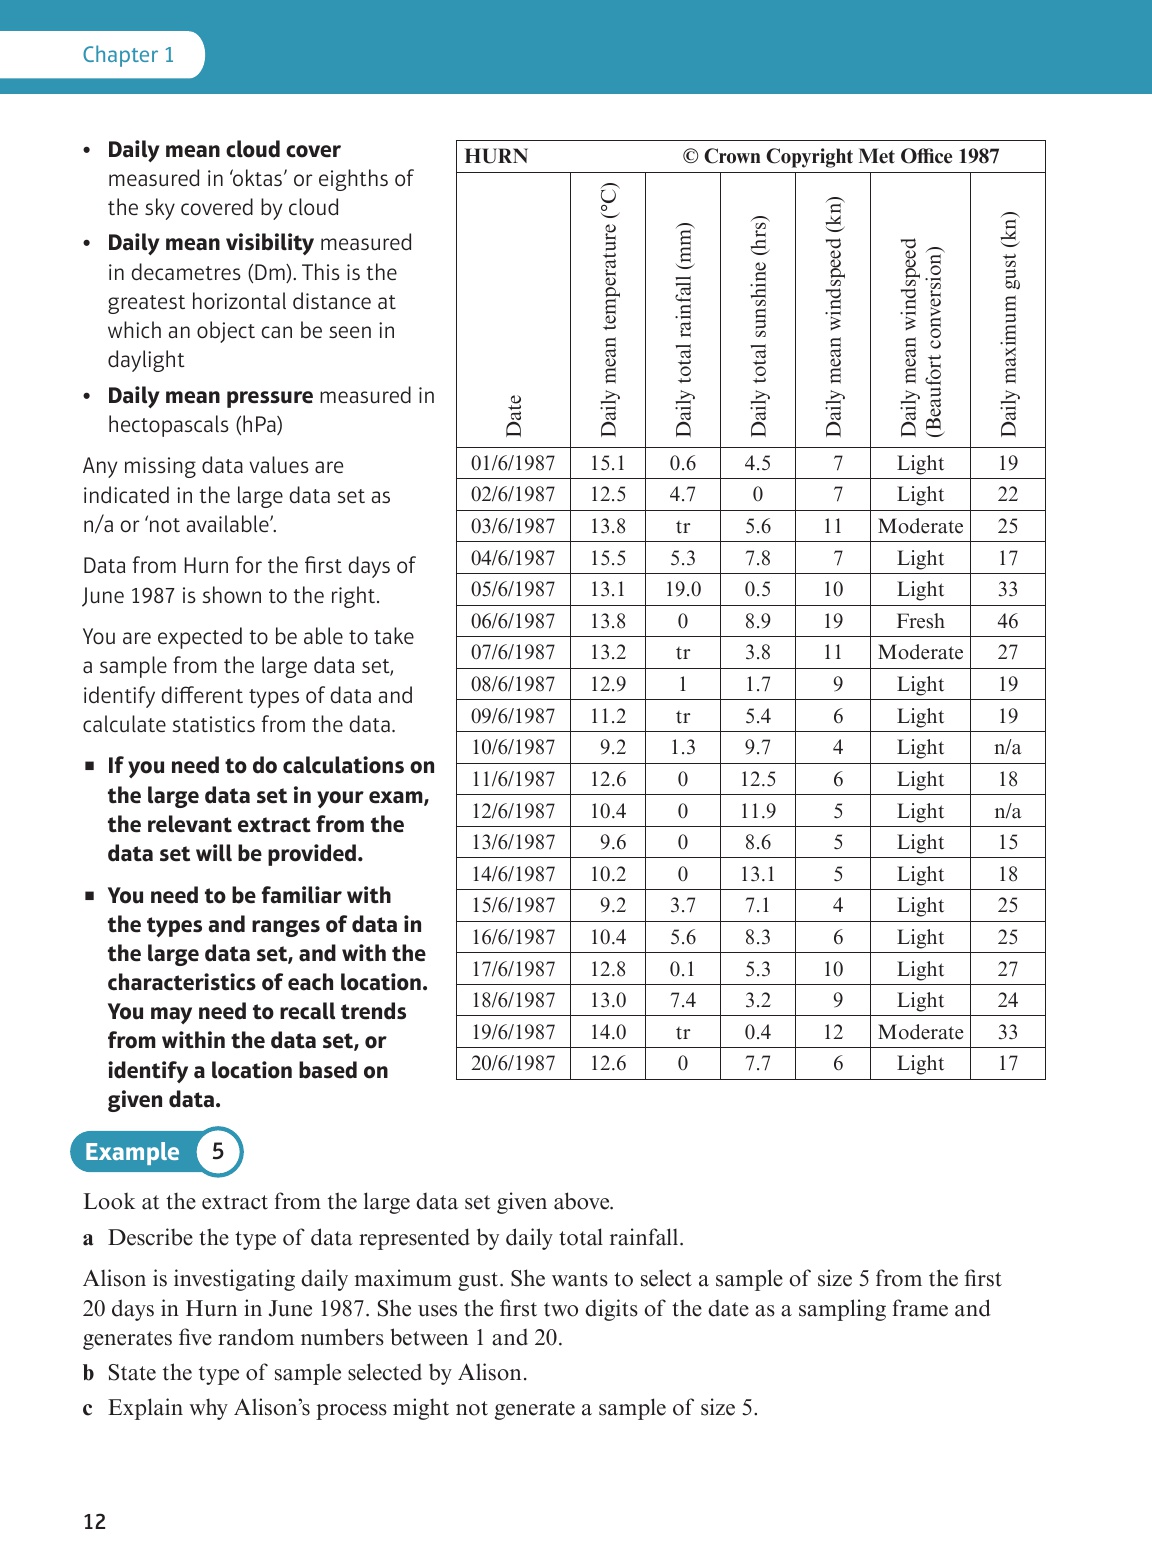 Chapter 1
• Daily mean cloud cover
measured in ‘oktas’ or eighths of
the sky covered by cloud
• Daily mean visibility measured
in decametres (Dm). This is the
greatest horizontal distance at
which an object can be seen in
daylight
• Daily mean pressure measured in
hectopascals (hPa)
Any missing data values are
indicated in the large data set as
n/a or ‘not available’.
Data from Hurn for the first days of
June 1987 is shown to the right.
You are expected to be able to take
a sample from the large data set,
identify different types of data and
calculate statistics from the data.
■ If you need to do calculations on
the large data set in your exam,
the relevant extract from the
data set will be provided.
■ You need to be familiar with
the types and ranges of data in
the large data set, and with the
characteristics of each location.
You may need to recall trends
from within the data set, or
identify a location based on
given data.
HURN © Crown Copyright Met Office 1987
Date
Daily mean temperature (°C)
Daily total rainfall (mm)
Daily total sunshine (hrs)
Daily mean windspeed (kn)
Daily mean windspeed
(Beaufort conversion)
Daily maximum gust (kn)
01/6/1987 15.1 0.6 4.5 7 Light 19
02/6/1987 12.5 4.7 0 7 Light 22
03/6/1987 13.8 tr 5.6 11 Moderate 25
04/6/1987 15.5 5.3 7.8 7 Light 17
05/6/1987 13.1 19.0 0.5 10 Light 33
06/6/1987 13.8 0 8.9 19 Fresh 46
07/6/1987 13.2 tr 3.8 11 Moderate 27
08/6/1987 12.9 1 1.7 9 Light 19
09/6/1987 11.2 tr 5.4 6 Light 19
10/6/1987 9.2 1.3 9.7 4 Light n/a
11/6/1987 12.6 0 12.5 6 Light 18
12/6/1987 10.4 0 11.9 5 Light n/a
13/6/1987 9.6 0 8.6 5 Light 15
14/6/1987 10.2 0 13.1 5 Light 18
15/6/1987 9.2 3.7 7.1 4 Light 25
16/6/1987 10.4 5.6 8.3 6 Light 25
17/6/1987 12.8 0.1 5.3 10 Light 27
18/6/1987 13.0 7.4 3.2 9 Light 24
19/6/1987 14.0 tr 0.4 12 Moderate 33
20/6/1987 12.6 0 7.7 6 Light 17
Example 5
Look at the extract from the large data set given above.
a Describe the type of data represented by daily total rainfall.
Alison is investigating daily maximum gust. She wants to select a sample of size 5 from the first
20 days in Hurn in June 1987. She uses the first two digits of the date as a sampling frame and
generates five random numbers between 1 and 20.
b State the type of sample selected by Alison.
c Explain why Alison’s process might not generate a sample of size 5.
12